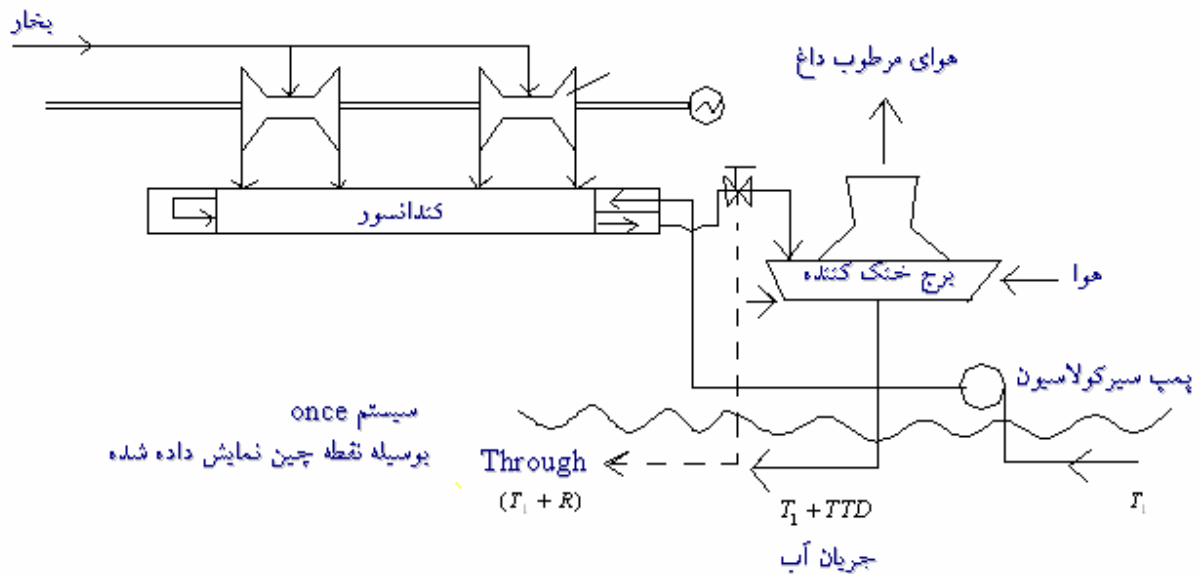 بخار
هوای مرطوب داغ
کندانسور
برج خنک کننده
هوا
پمپ سیرکولاسیون
سیستم once
بوسیله نقطه چین نمایش داده شده
Through
(T₁ + R)
T₁ + TTD
T₁
جریان آب